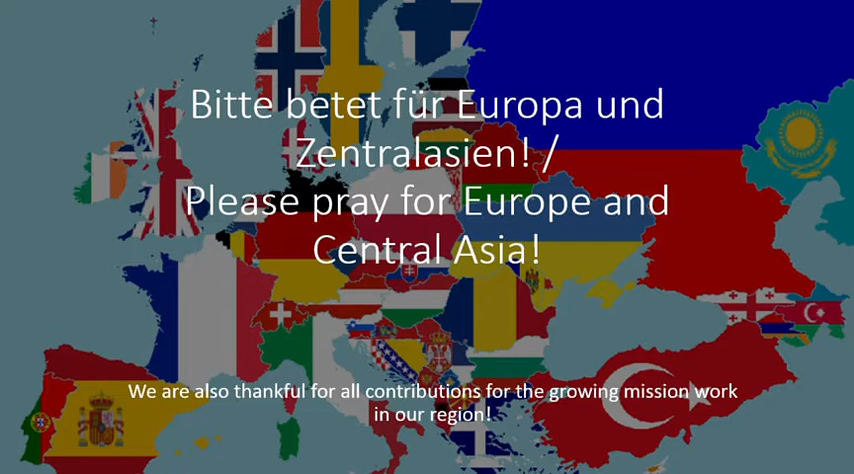 Bitte betet für Europa und
Zentralasien! /
Please pray for Europe and
Central Asia!
We are also thankful for all contributions for the growing mission work
in our region!